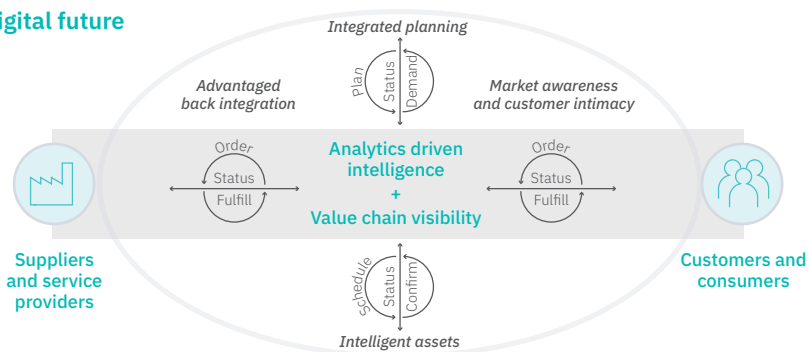 igital future
Integrated planning
Plan
Status
Demand
Advantaged
back integration
Market awareness
and customer intimacy
Order
Status
Fulfill
Analytics driven
intelligence
+
Value chain visibility
Order
Status
Fulfill
Suppliers
and service
providers
Customers and
consumers
Schedule
Status
Confirm
Intelligent assets